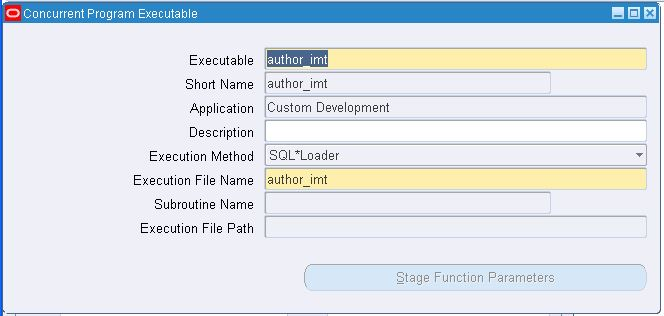 Concurrent Program Executable
Executable author_imt
Short Name author_imt
Application Custom Development
Description
Execution Method SQL*Loader
Execution File Name author_imt
Subroutine Name
Execution File Path
Stage Function Parameters